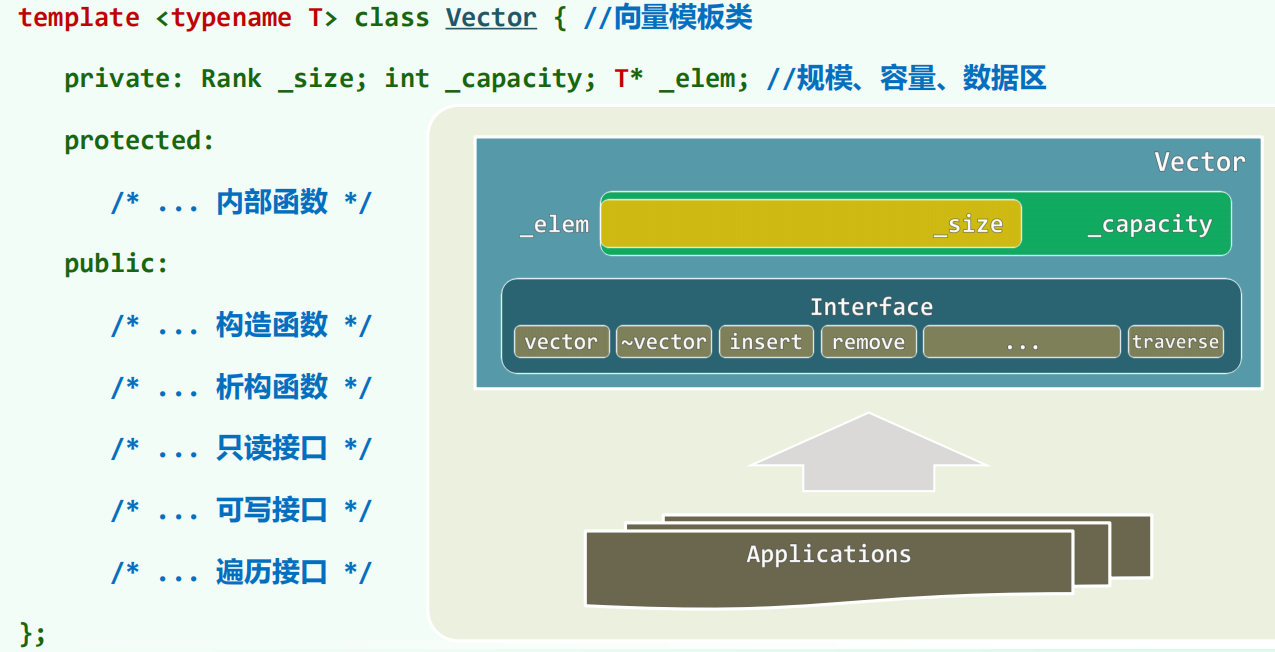 template <typename T> class Vector { //向量模板类
private: Rank _size; int _capacity; T* _elem; //规模、容量、数据区
protected:
/* ... 内部函数 */
public:
/* ... 构造函数 */
/* ... 析构函数 */
/* ... 只读接口 */
/* ... 可写接口 */
/* ... 遍历接口 */
};
Vector
_elem _size _capacity
Interface
vector ~vector insert remove ... traverse
Applications